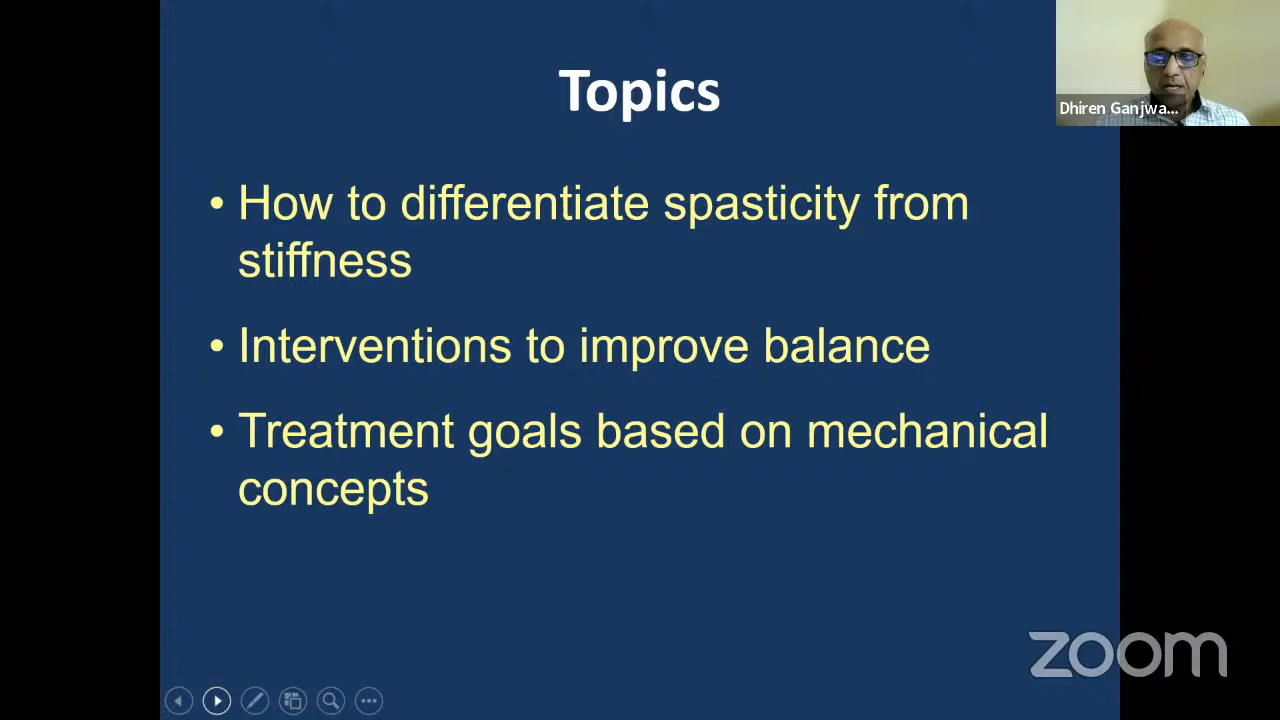 Topics
Dhiren Ganjwa...
• How to differentiate spasticity from
stiffness
• Interventions to improve balance
• Treatment goals based on mechanical
concepts
zoom